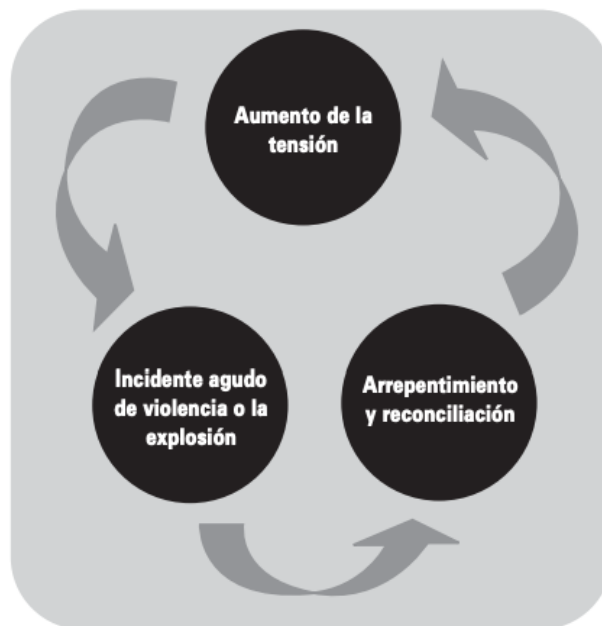 Aumento de la
tensión
Incidente agudo
de violencia o la
explosión
Arrepentimiento
y reconciliación